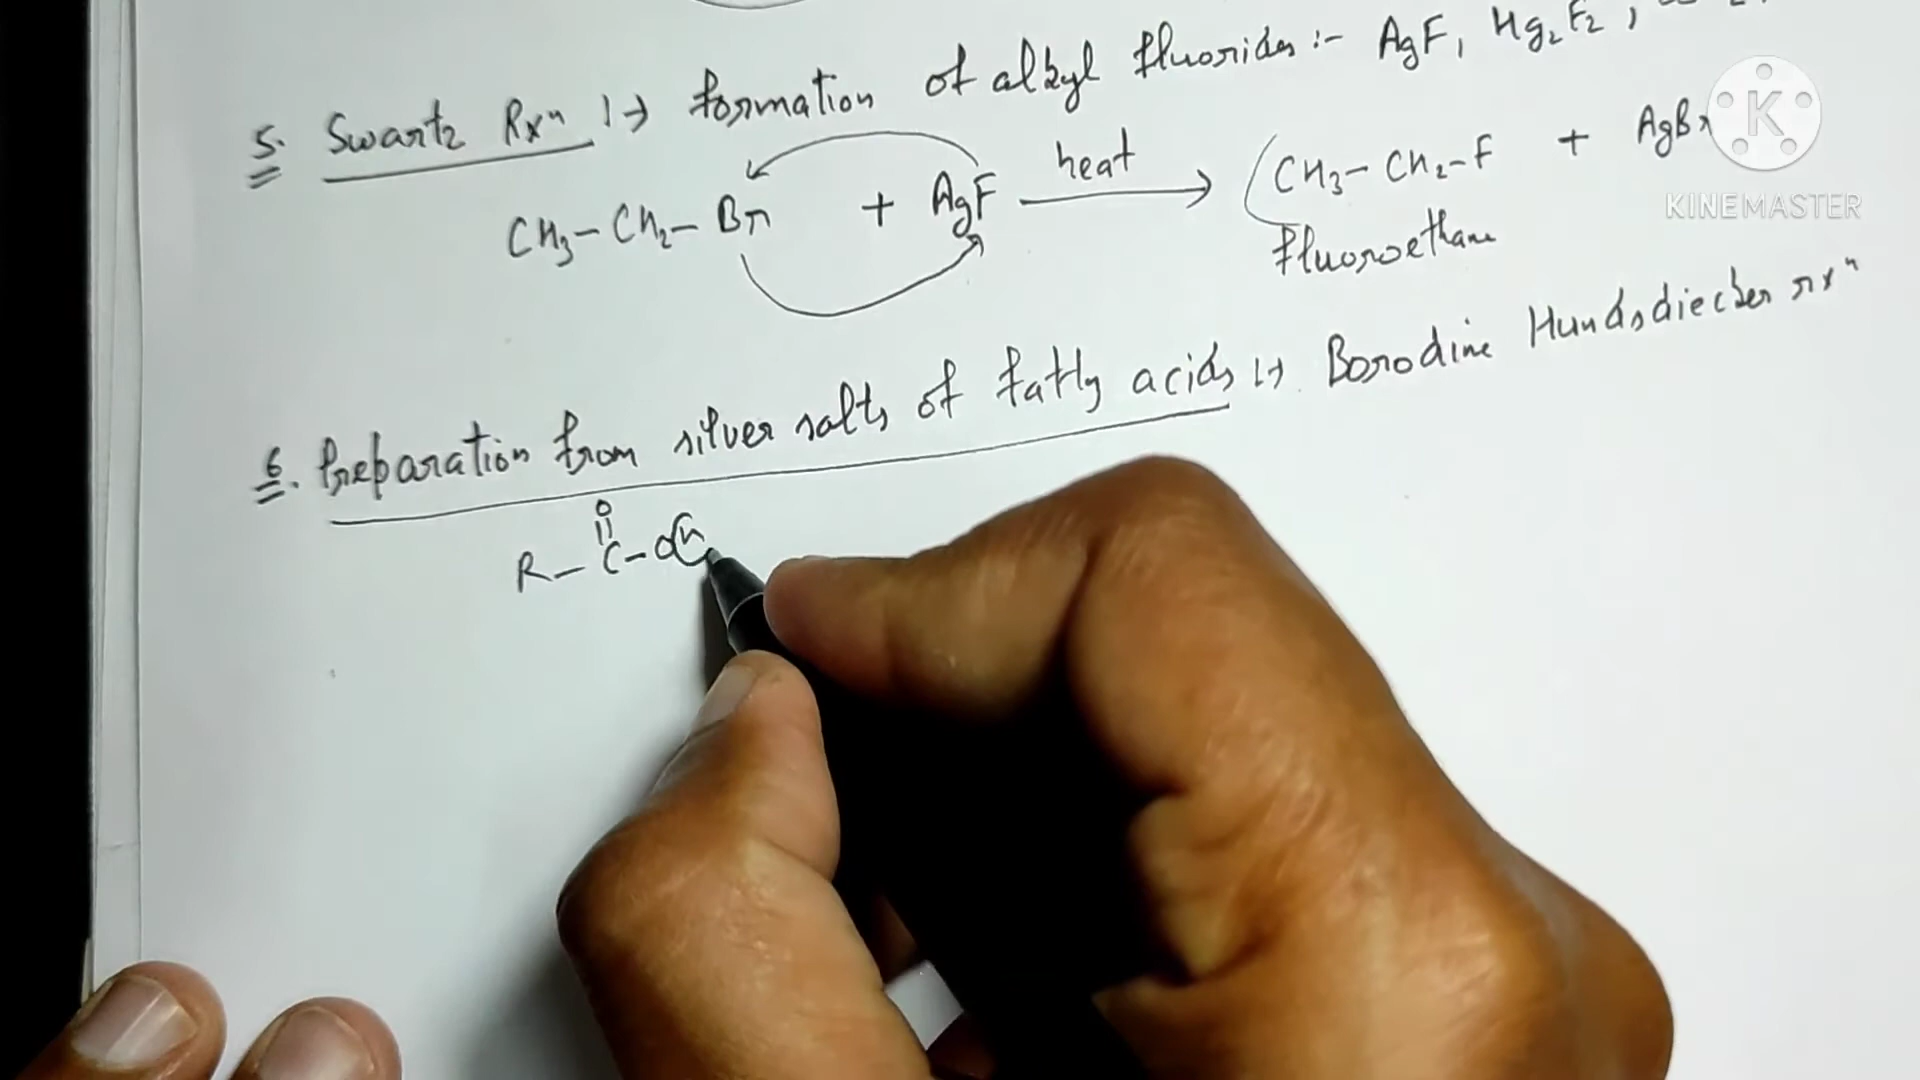 5. Swartz Rxⁿ :→ formation of alkyl fluorides :- AgF, Hg₂F₂,
CH₃-CH₂-Br + AgF heat → CH₃-CH₂-F + AgBr
Fluoroethane
6. Preparation from silver salts of fatty acids :→ Borodine Hundsdiecker rxⁿ
O
R-C-OH
K
KINEMASTER